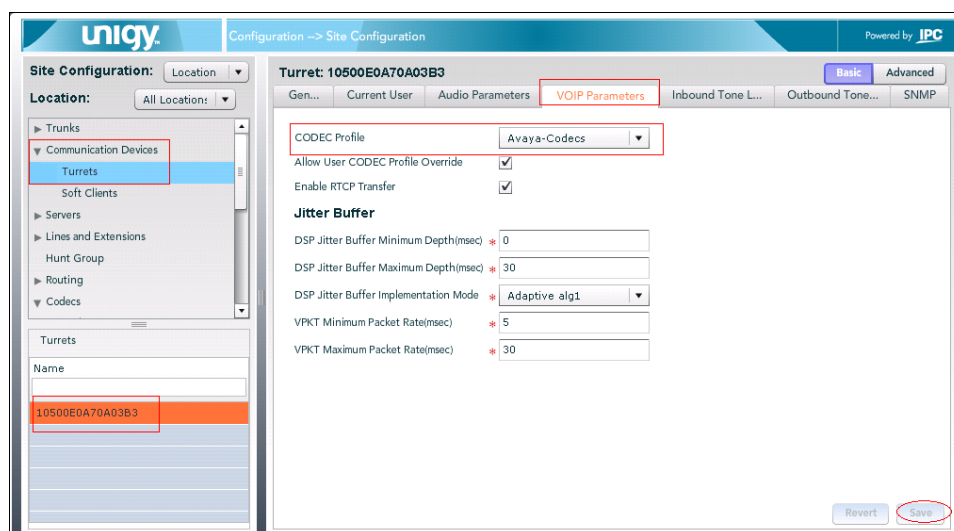 unigy
Configuration --> Site Configuration
Powered by IPC
Site Configuration: Location
Location: All Locations
Trunks
Communication Devices
Turrets
Soft Clients
Servers
Lines and Extensions
Hunt Group
Routing
Codecs
Turrets
Name
10500E0A70A03B3
Turret: 10500E0A70A03B3
Basic Advanced
Gen... Current User Audio Parameters VOIP Parameters Inbound Tone L... Outbound Tone... SNMP
CODEC Profile Avaya-Codecs
Allow User CODEC Profile Override
Enable RTCP Transfer
Jitter Buffer
DSP Jitter Buffer Minimum Depth(msec) * 0
DSP Jitter Buffer Maximum Depth(msec) * 30
DSP Jitter Buffer Implementation Mode * Adaptive alg1
VPKT Minimum Packet Rate(msec) * 5
VPKT Maximum Packet Rate(msec) * 30
Revert Save